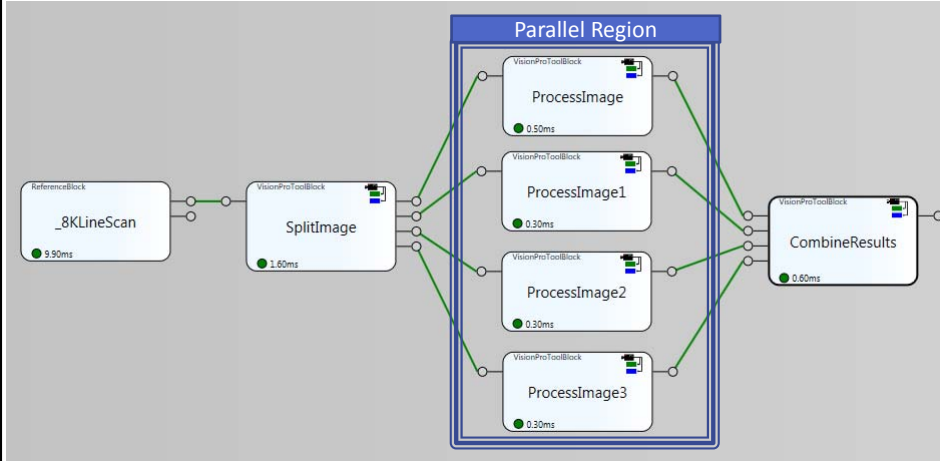 Parallel Region
VisionProToolBlock
ProcessImage
0.50ms
VisionProToolBlock
ProcessImage1
0.30ms
ReferenceBlock
_8KLineScan
9.90ms
VisionProToolBlock
SplitImage
1.60ms
VisionProToolBlock
ProcessImage2
0.30ms
VisionProToolBlock
ProcessImage3
0.30ms
VisionProToolBlock
CombineResults
0.60ms